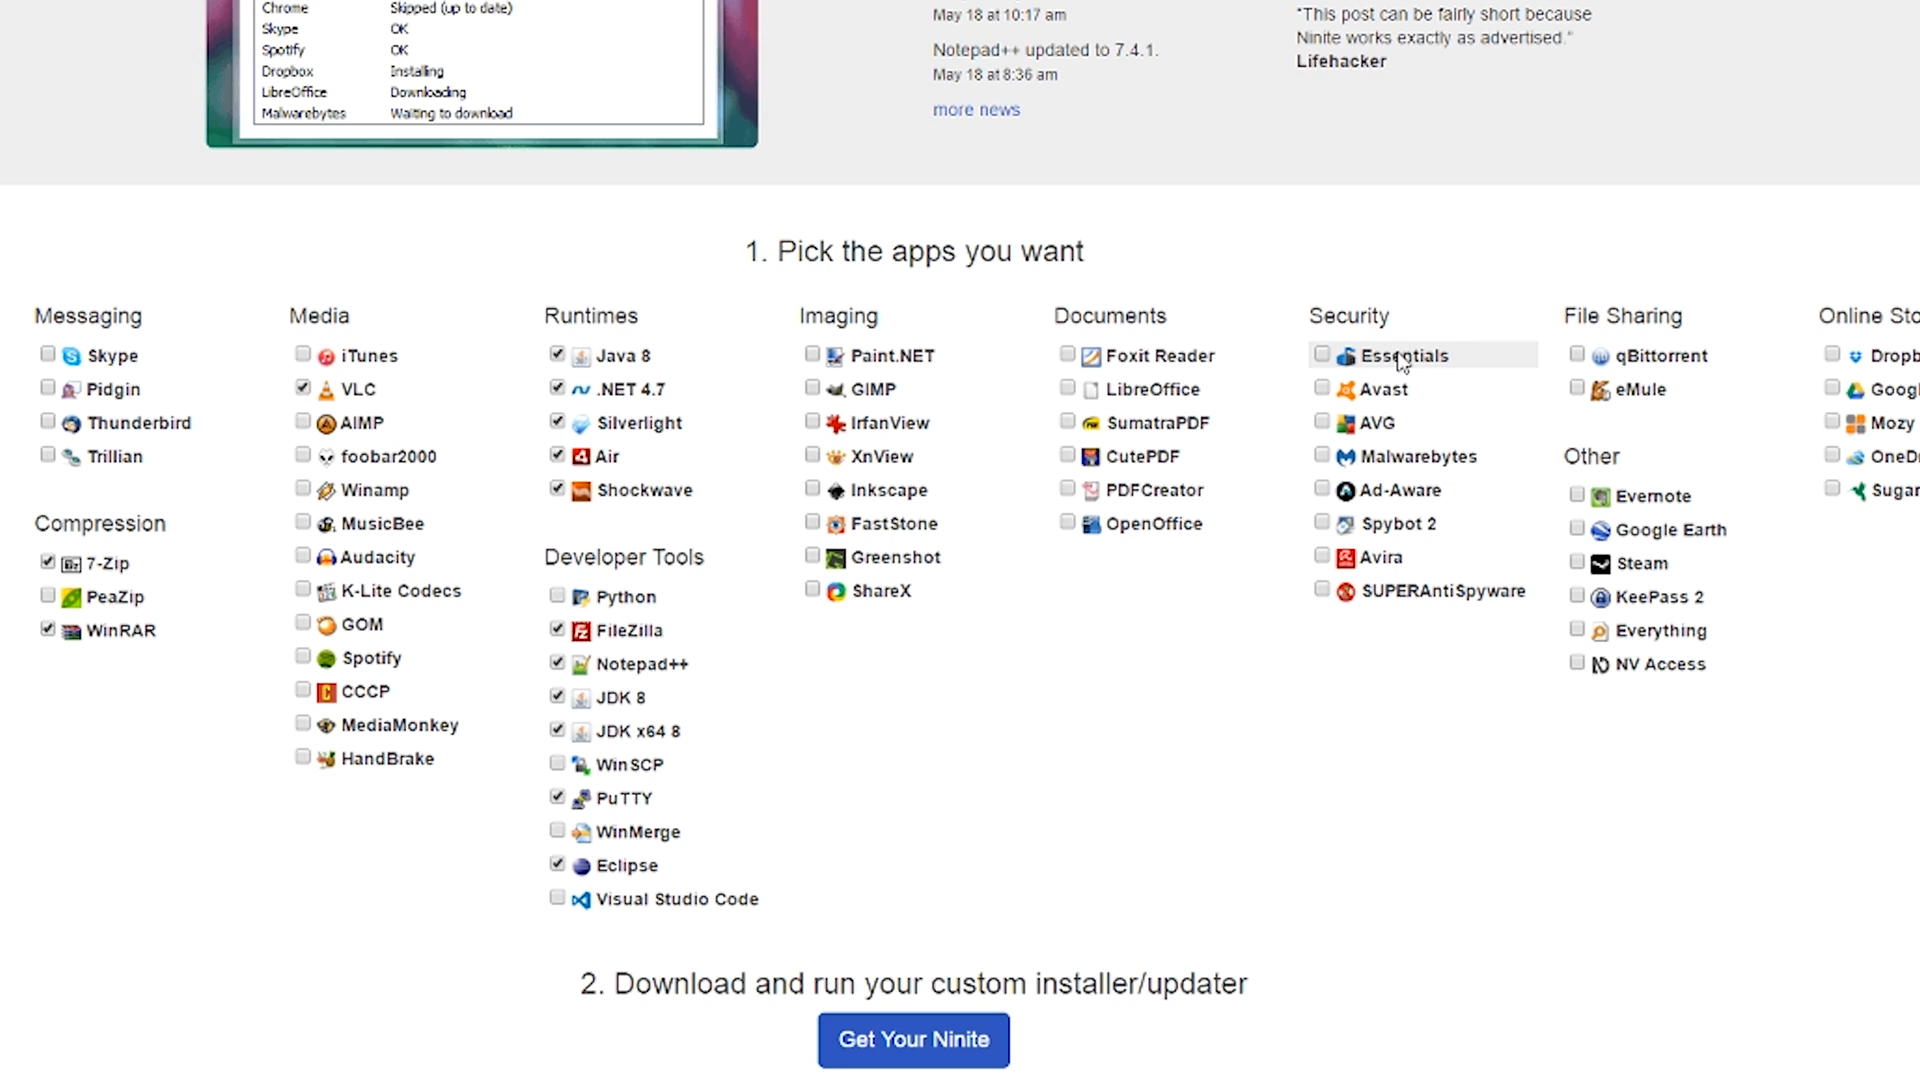 Chrome Skipped (up to date)
Skype OK
Spotify OK
Dropbox Installing
LibreOffice Downloading
Malwarebytes Waiting to download
May 18 at 10:17 am
Notepad++ updated to 7.4.1.
May 18 at 8:36 am
more news
"This post can be fairly short because
Ninite works exactly as advertised."
Lifehacker
1. Pick the apps you want
Messaging
Skype
Pidgin
Thunderbird
Trillian
Compression
7-Zip
PeaZip
WinRAR
Media
iTunes
VLC
AIMP
foobar2000
Winamp
MusicBee
Audacity
K-Lite Codecs
GOM
Spotify
CCCP
MediaMonkey
HandBrake
Runtimes
Java 8
.NET 4.7
Silverlight
Air
Shockwave
Developer Tools
Python
FileZilla
Notepad++
JDK 8
JDK x64 8
WinSCP
PuTTY
WinMerge
Eclipse
Visual Studio Code
Imaging
Paint.NET
GIMP
IrfanView
XnView
Inkscape
FastStone
Greenshot
ShareX
Documents
Foxit Reader
LibreOffice
SumatraPDF
CutePDF
PDFCreator
OpenOffice
Security
Essentials
Avast
AVG
Malwarebytes
Ad-Aware
Spybot 2
Avira
SUPERAntiSpyware
File Sharing
qBittorrent
eMule
Other
Evernote
Google Earth
Steam
KeePass 2
Everything
NV Access
Online Sto
Dropb
Googl
Mozy
OneD
Sugar
2. Download and run your custom installer/updater
Get Your Ninite